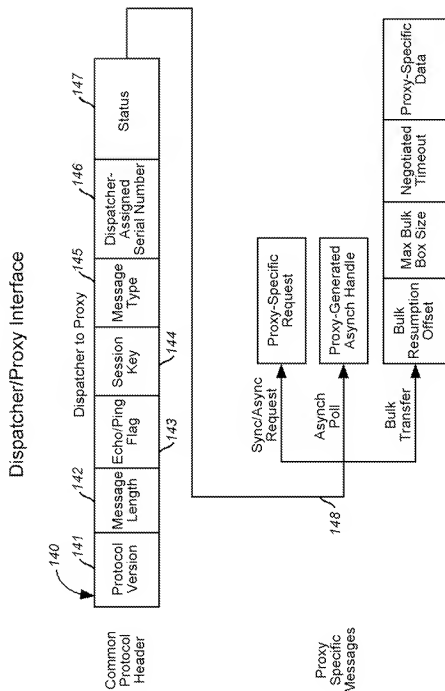 Dispatcher/Proxy Interface
Dispatcher to Proxy
140
141
142
143
144
145
146
147
Common
Protocol
Header
Protocol
Version
Message
Length
Echo/Ping
Flag
Session
Key
Message
Type
Dispatcher-
Assigned
Serial Number
Status
148
Proxy
Specific
Messages
Sync/Async
Request
Proxy-Specific
Request
Asynch
Poll
Proxy-Generated
Asynch Handle
Bulk
Transfer
Bulk
Resumption
Offset
Max Bulk
Box Size
Negotiated
Timeout
Proxy-Specific
Data